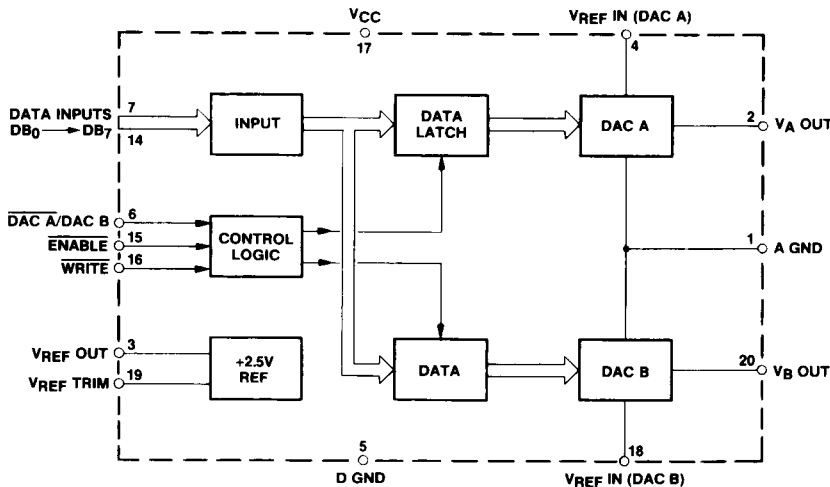 VCC
17
VREF IN (DAC A)
4
DATA INPUTS
DB0 → DB7
7
14
INPUT
DATA
LATCH
DAC A
2
VA OUT
DAC A/DAC B
6
ENABLE
15
WRITE
16
CONTROL
LOGIC
1
A GND
VREF OUT
3
VREF TRIM
19
+2.5V
REF
DATA
DAC B
20
VB OUT
5
D GND
18
VREF IN (DAC B)